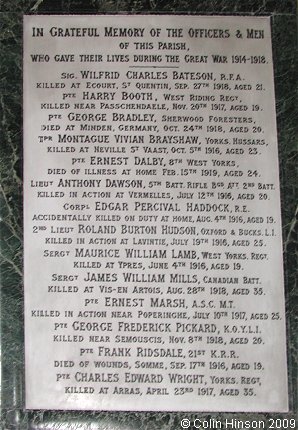 IN GRATEFUL MEMORY OF THE OFFICERS & MEN
OF THIS PARISH,
WHO GAVE THEIR LIVES DURING THE GREAT WAR 1914-1918.
SIG. WILFRID CHARLES BATESON, R.F.A.
KILLED AT ECOURT, ST QUENTIN, SEP. 27TH 1918, AGED 21.
PTE HARRY BOOTH, WEST RIDING REGT,
KILLED NEAR PASSCHENDAELE, NOV. 20TH 1917, AGED 19.
PTE GEORGE BRADLEY, SHERWOOD FORESTERS,
DIED AT MINDEN, GERMANY, OCT. 24TH 1918, AGED 20.
TPR MONTAGUE VIVIAN BRAYSHAW, YORKS. HUSSARS,
KILLED AT NEVILLE ST VAAST, OCT. 5TH 1916, AGED 23.
PTE ERNEST DALBY, 8TH WEST YORKS,
DIED OF ILLNESS AT HOME FEB. 15TH 1919, AGED 24.
LIEUT ANTHONY DAWSON, 5TH BATT. RIFLE BGD ATT 2ND BATT.
KILLED IN ACTION AT VERMELLES, JULY 12TH 1916, AGED 20.
CORPL EDGAR PERCIVAL HADDOCK, R.E.
ACCIDENTALLY KILLED ON DUTY AT HOME, AUG. 4TH 1916, AGED 19.
2ND LIEUT ROLAND BURTON HUDSON, OXFORD & BUCKS. L.I.
KILLED IN ACTION AT LAVINTIE, JULY 19TH 1916, AGED 25.
SERGT MAURICE WILLIAM LAMB, WEST YORKS. REGT,
KILLED AT YPRES, JUNE 4TH 1916, AGED 19.
SERGT JAMES WILLIAM MILLS, CANADIAN BATT.
KILLED AT VIS-EN ARTOIS, AUG. 28TH 1918, AGED 35.
PTE ERNEST MARSH, A.S.C. M.T.
KILLED IN ACTION NEAR POPERINGHE, JULY 10TH 1917, AGED 25.
PTE GEORGE FREDERICK PICKARD, K.O.Y.L.I.
KILLED NEAR SEMOUSCIS, NOV. 8TH 1918, AGED 20.
PTE FRANK RIDSDALE, 21ST K.R.R.
DIED OF WOUNDS, SOMME, SEP. 17TH 1916, AGED 19.
PTE CHARLES EDWARD WRIGHT, YORKS. REGT,
KILLED AT ARRAS, APRIL 23RD 1917, AGED 35.
© Colin Hinson 2009